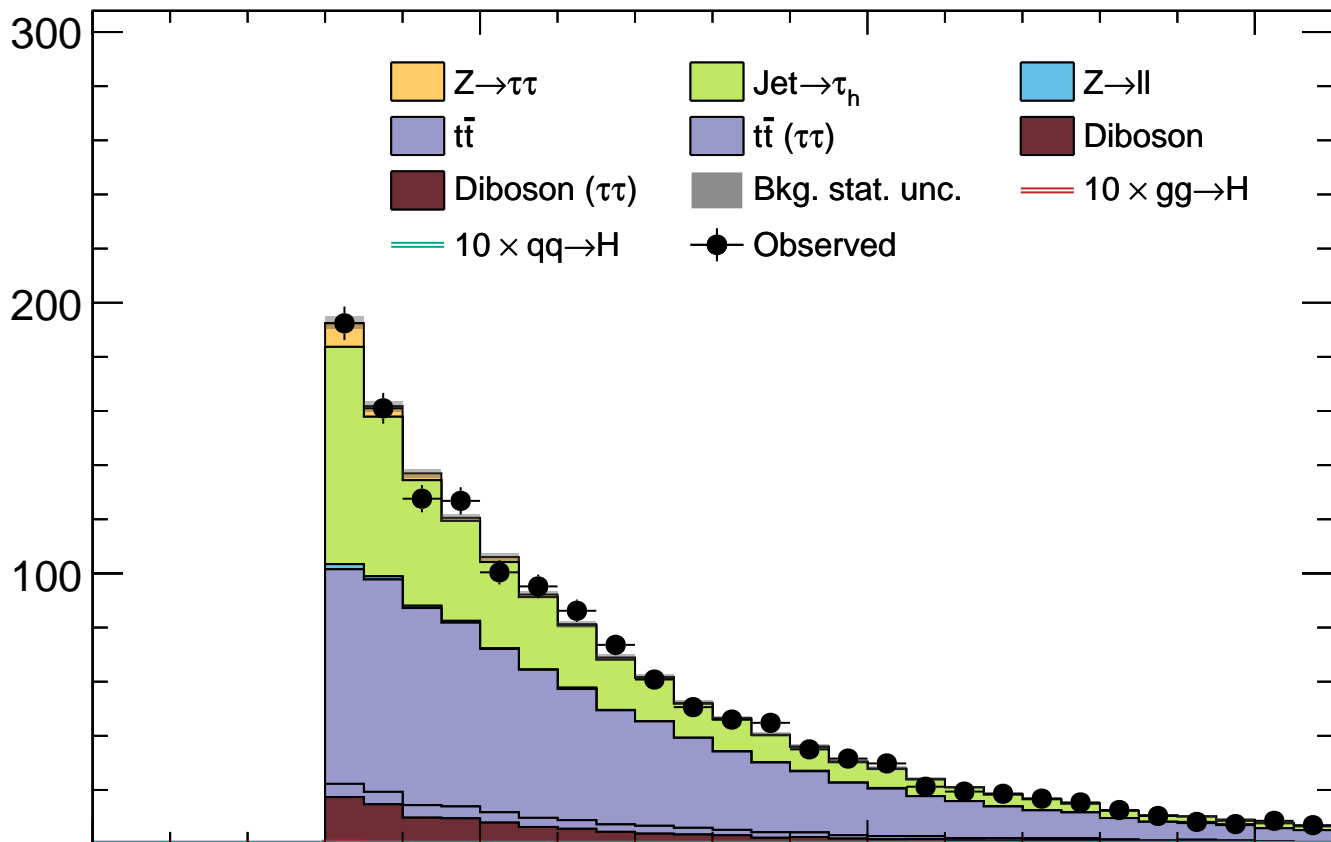 300
Z→ττ Jet→τₕ Z→ll
tt̄ tt̄ (ττ) Diboson
Diboson (ττ) Bkg. stat. unc. 10 × gg→H
10 × qq→H Observed
200
100